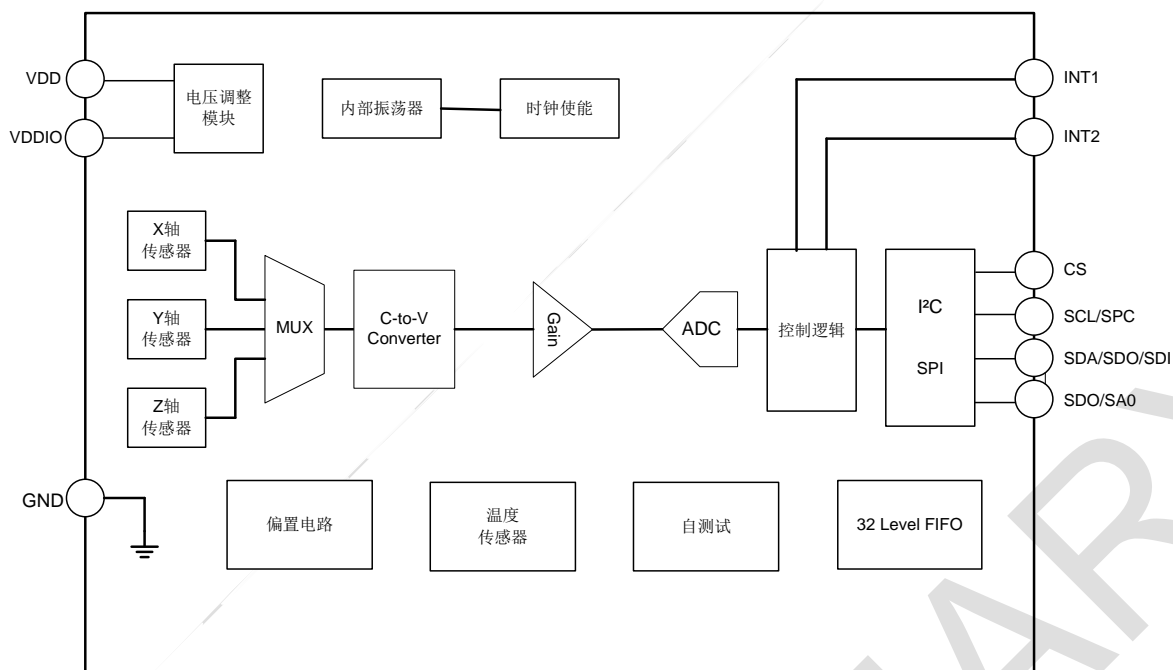 VDD
电压调整
模块
VDDIO
内部振荡器
时钟使能
INT1
INT2
X轴
传感器
Y轴
传感器
Z轴
传感器
MUX
C-to-V
Converter
Gain
ADC
控制逻辑
I²C
SPI
CS
SCL/SPC
SDA/SDO/SDI
SDO/SA0
GND
偏置电路
温度
传感器
自测试
32 Level FIFO